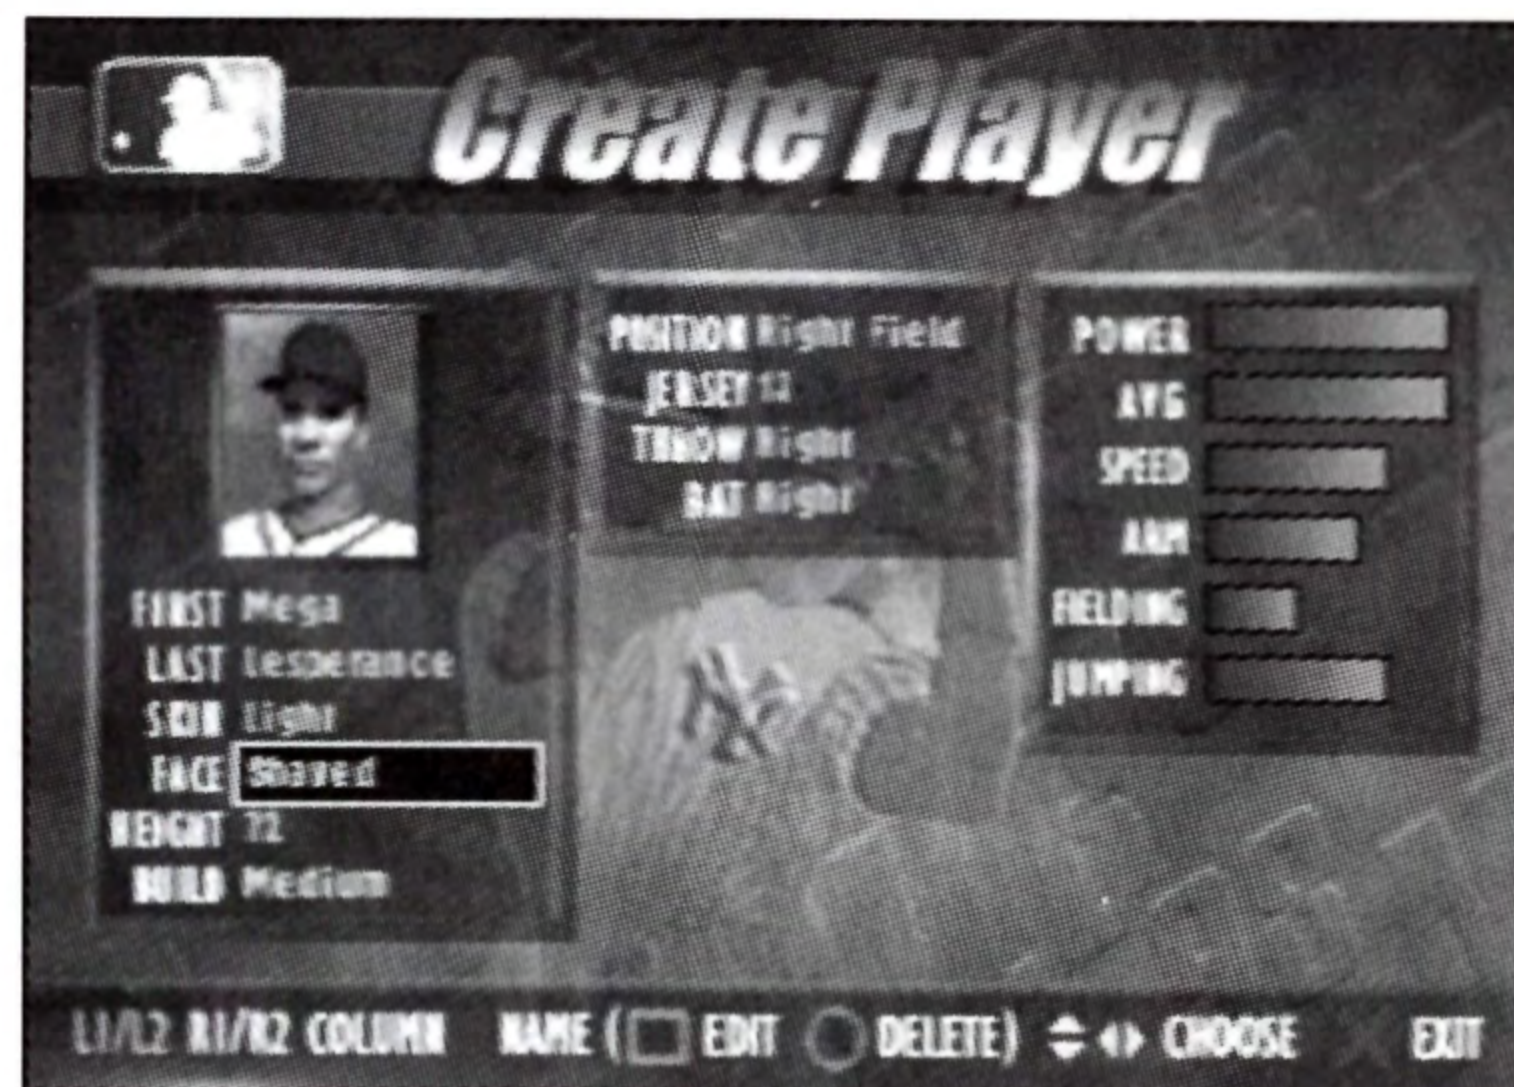 Create Player
FIRST Mega
LAST Lesperance
SKIN Light
FACE Shaved
HEIGHT 72
BUILD Medium
POSITION Right Field
JERSEY
THROW Right
BAT Right
POWER
AVG
SPEED
ARM
FIELDING
JUMPING
L1/L2 R1/R2 COLUMN NAME ( EDIT DELETE) CHOOSE EXIT